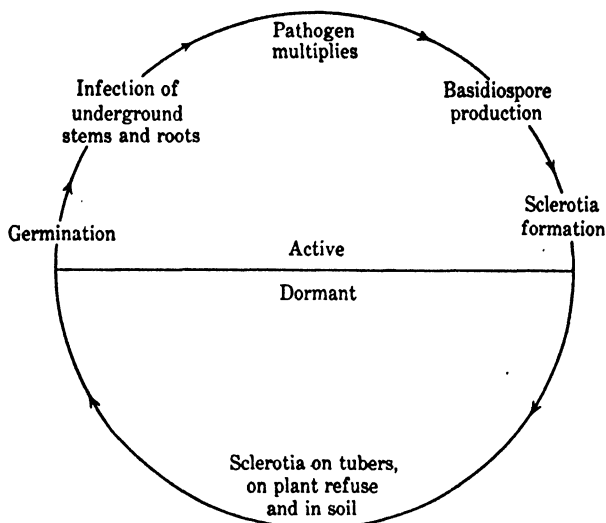 Pathogen
multiplies
Infection of
underground
stems and roots
Basidiospore
production
Germination
Sclerotia
formation
Active
Dormant
Sclerotia on tubers,
on plant refuse
and in soil